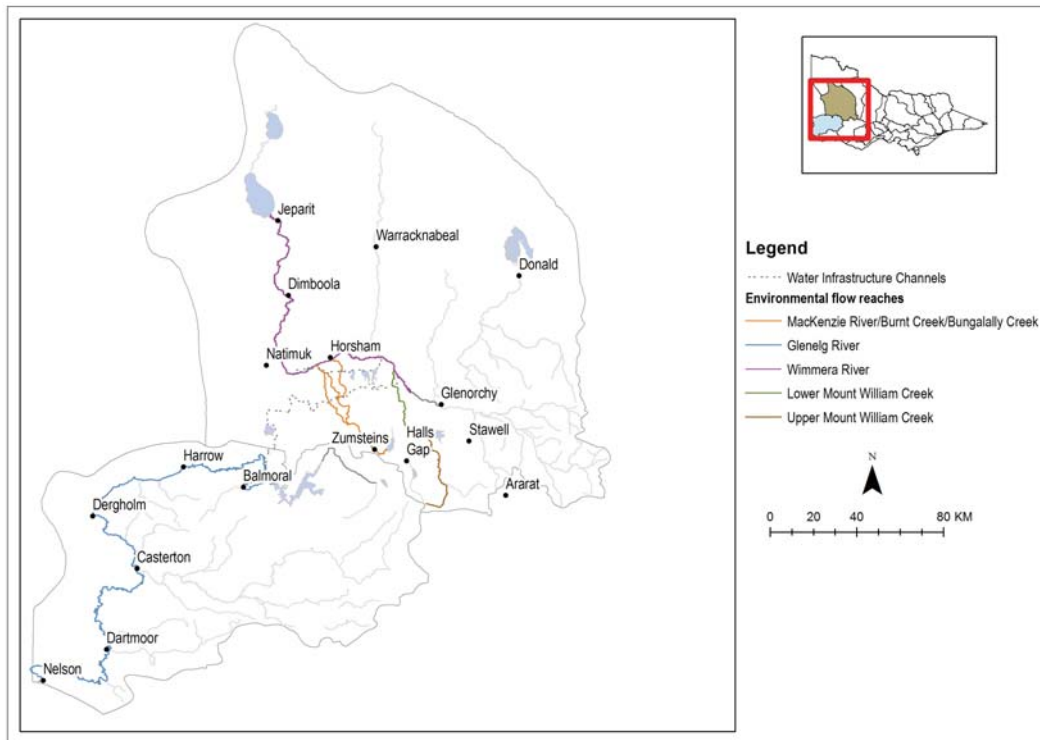 Jeparit
Warracknabeal
Donald
Dimboola
Natimuk
Horsham
Glenorchy
Zumsteins
Halls
Gap
Stawell
Ararat
Harrow
Balmoral
Dergholm
Casterton
Dartmoor
Nelson
Legend
Water Infrastructure Channels
Environmental flow reaches
MacKenzie River/Burnt Creek/Bungalally Creek
Glenelg River
Wimmera River
Lower Mount William Creek
Upper Mount William Creek
N
0 20 40 80 KM